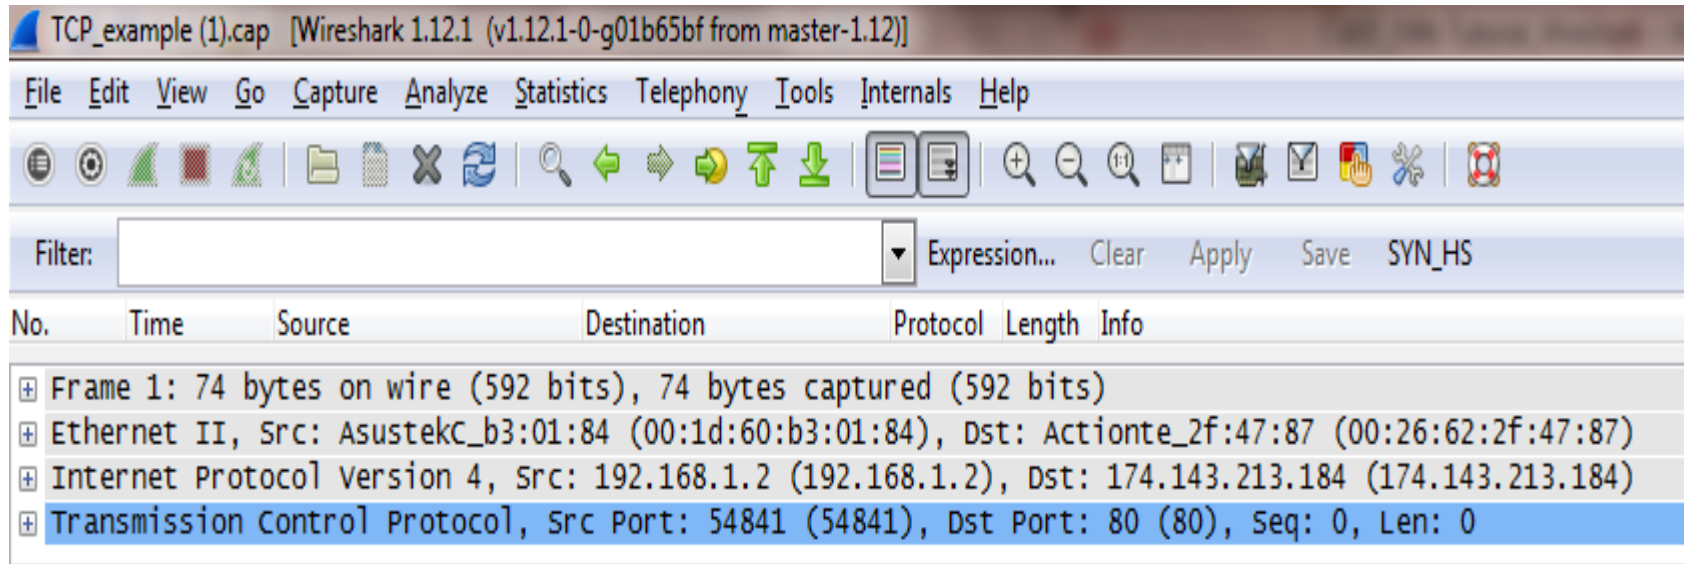 TCP_example (1).cap [Wireshark 1.12.1 (v1.12.1-0-g01b65bf from master-1.12)]
File Edit View Go Capture Analyze Statistics Telephony Tools Internals Help
Filter: Expression... Clear Apply Save SYN_HS
No. Time Source Destination Protocol Length Info
Frame 1: 74 bytes on wire (592 bits), 74 bytes captured (592 bits)
Ethernet II, Src: AsustekC_b3:01:84 (00:1d:60:b3:01:84), Dst: Actionte_2f:47:87 (00:26:62:2f:47:87)
Internet Protocol Version 4, Src: 192.168.1.2 (192.168.1.2), Dst: 174.143.213.184 (174.143.213.184)
Transmission Control Protocol, Src Port: 54841 (54841), Dst Port: 80 (80), Seq: 0, Len: 0